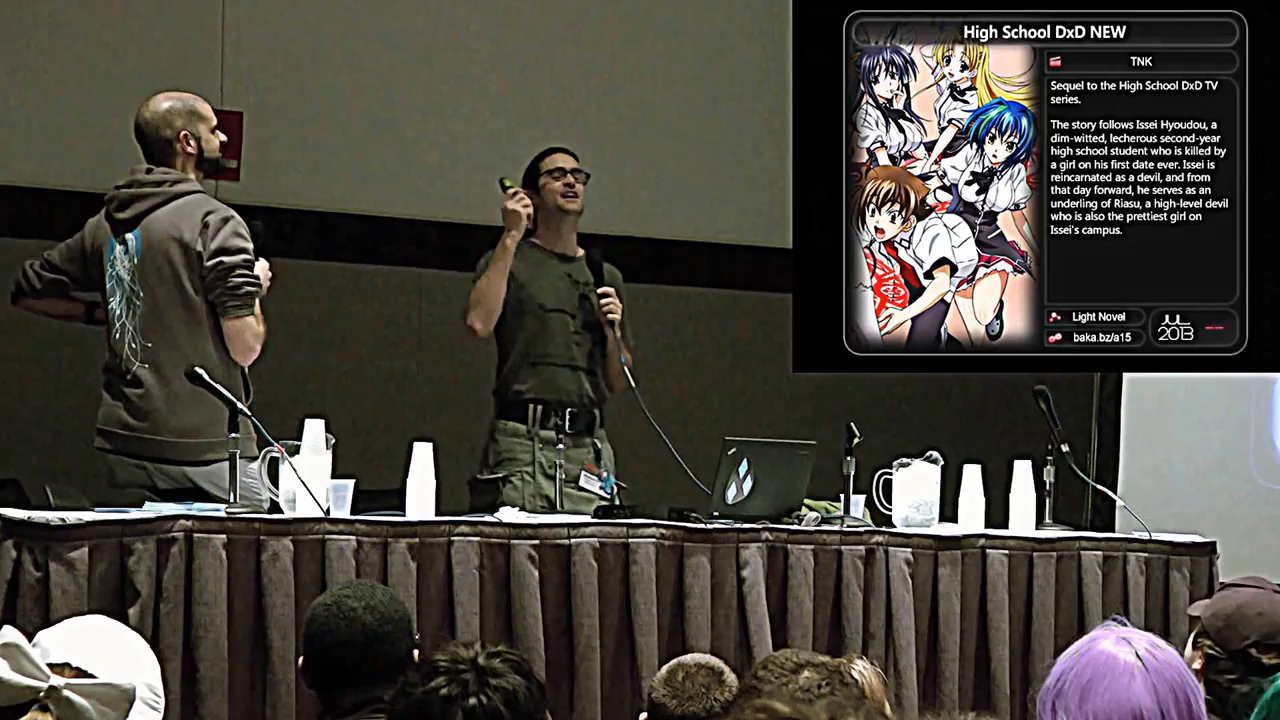 High School DxD NEW
TNK
Sequel to the High School DxD TV
series.
The story follows Issei Hyoudou, a
dim-witted, lecherous second-year
high school student who is killed by
a girl on his first date ever. Issei is
reincarnated as a devil, and from
that day forward, he serves as an
underling of Riasu, a high-level devil
who is also the prettiest girl on
Issei's campus.
Light Novel
baka.bz/a15
JUL
2013
--